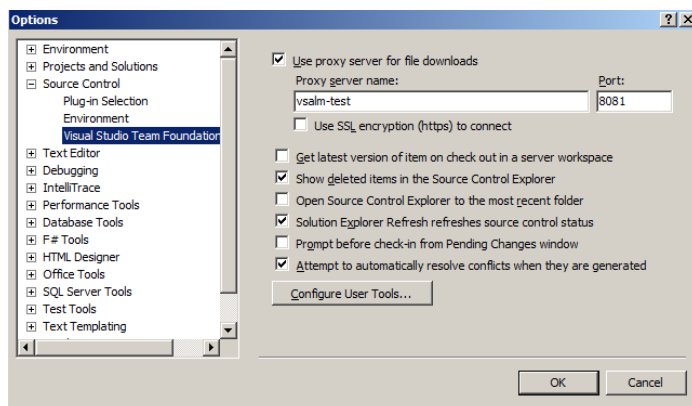 Options
Environment
Projects and Solutions
Source Control
Plug-in Selection
Environment
Visual Studio Team Foundation
Text Editor
Debugging
IntelliTrace
Performance Tools
Database Tools
F# Tools
HTML Designer
Office Tools
SQL Server Tools
Test Tools
Text Templating
Use proxy server for file downloads
Proxy server name: Port:
vsalm-test 8081
Use SSL encryption (https) to connect
Get latest version of item on check out in a server workspace
Show deleted items in the Source Control Explorer
Open Source Control Explorer to the most recent folder
Solution Explorer Refresh refreshes source control status
Prompt before check-in from Pending Changes window
Attempt to automatically resolve conflicts when they are generated
Configure User Tools...
OK Cancel